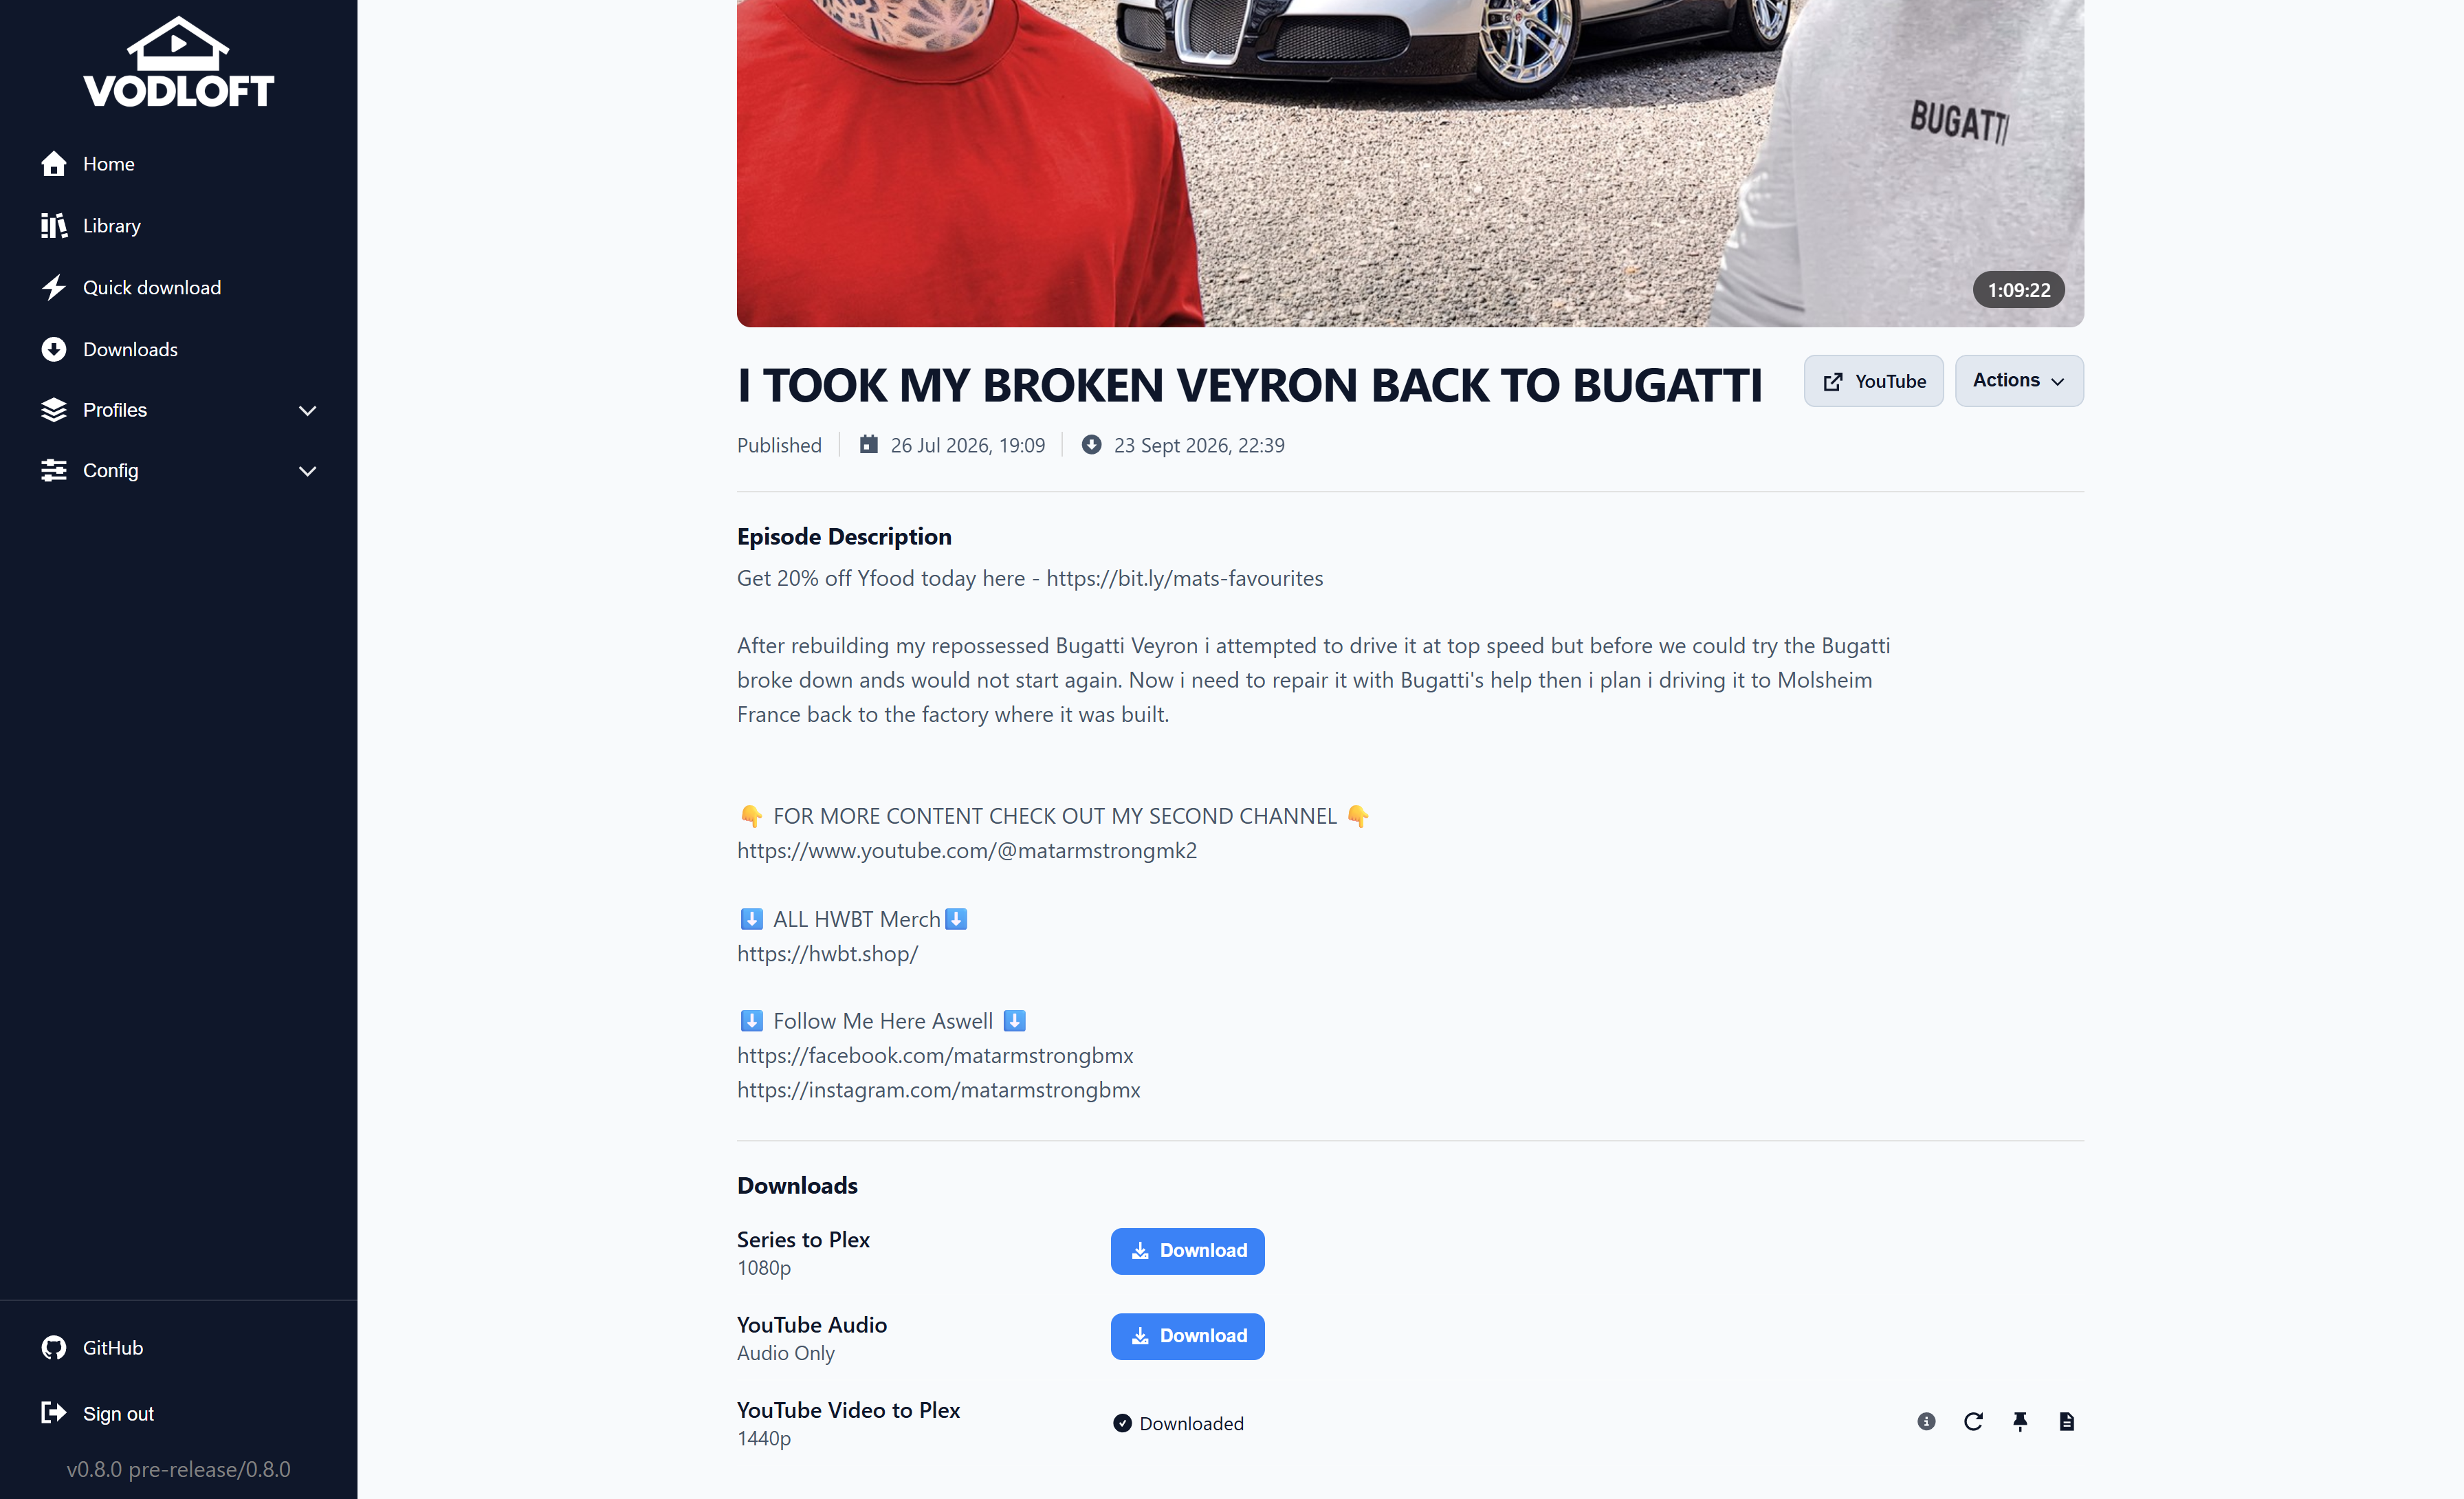 VODLOFT
Home
Library
Quick download
Downloads
Profiles
Config
GitHub
Sign out
v0.8.0 pre-release/0.8.0
BUGATTI
1:09:22
I TOOK MY BROKEN VEYRON BACK TO BUGATTI
YouTube
Actions
Published
26 Jul 2026, 19:09
23 Sept 2026, 22:39
Episode Description
Get 20% off Yfood today here - https://bit.ly/mats-favourites
After rebuilding my repossessed Bugatti Veyron i attempted to drive it at top speed but before we could try the Bugatti
broke down ands would not start again. Now i need to repair it with Bugatti's help then i plan i driving it to Molsheim
France back to the factory where it was built.
👇 FOR MORE CONTENT CHECK OUT MY SECOND CHANNEL 👇
https://www.youtube.com/@matarmstrongmk2
⬇️ ALL HWBT Merch⬇️
https://hwbt.shop/
⬇️ Follow Me Here Aswell ⬇️
https://facebook.com/matarmstrongbmx
https://instagram.com/matarmstrongbmx
Downloads
Series to Plex
1080p
Download
YouTube Audio
Audio Only
Download
YouTube Video to Plex
1440p
Downloaded